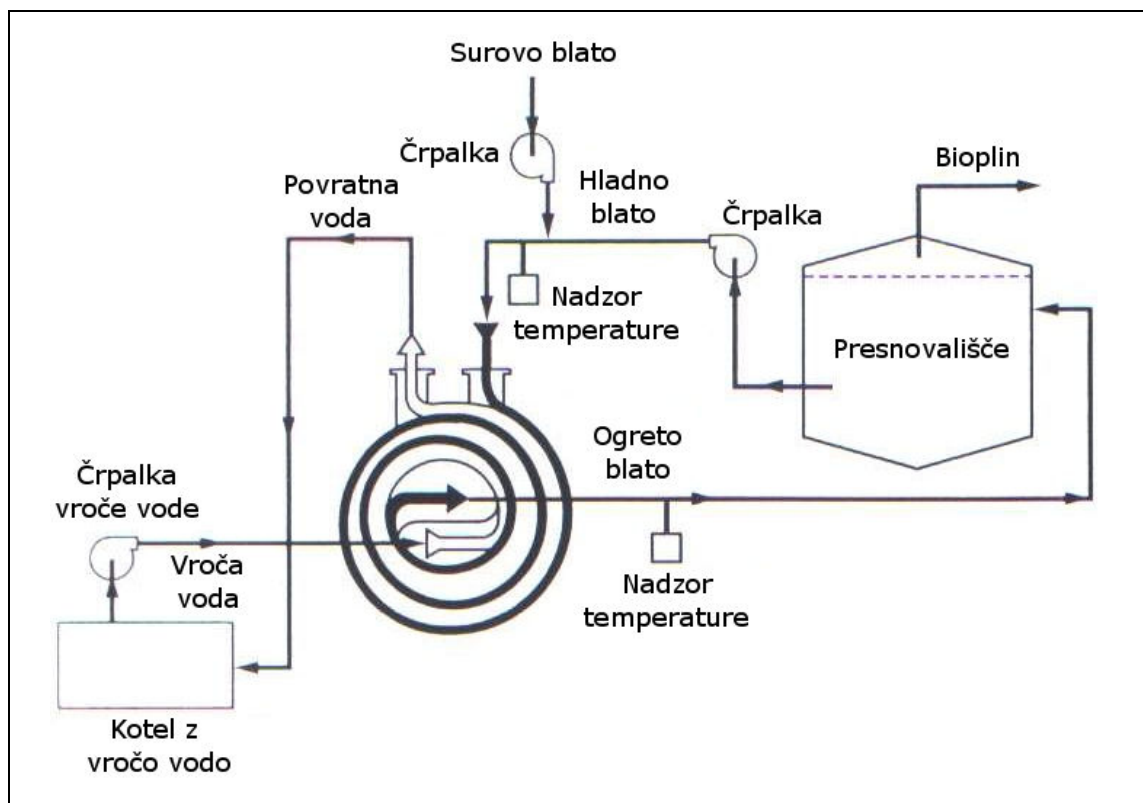 Surovo blato
Črpalka
Bioplin
Povratna
voda
Hladno
blato
Črpalka
Nadzor
temperature
Presnovališče
Ogreto
blato
Črpalka
vroče vode
Vroča
voda
Nadzor
temperature
Kotel z
vročo vodo